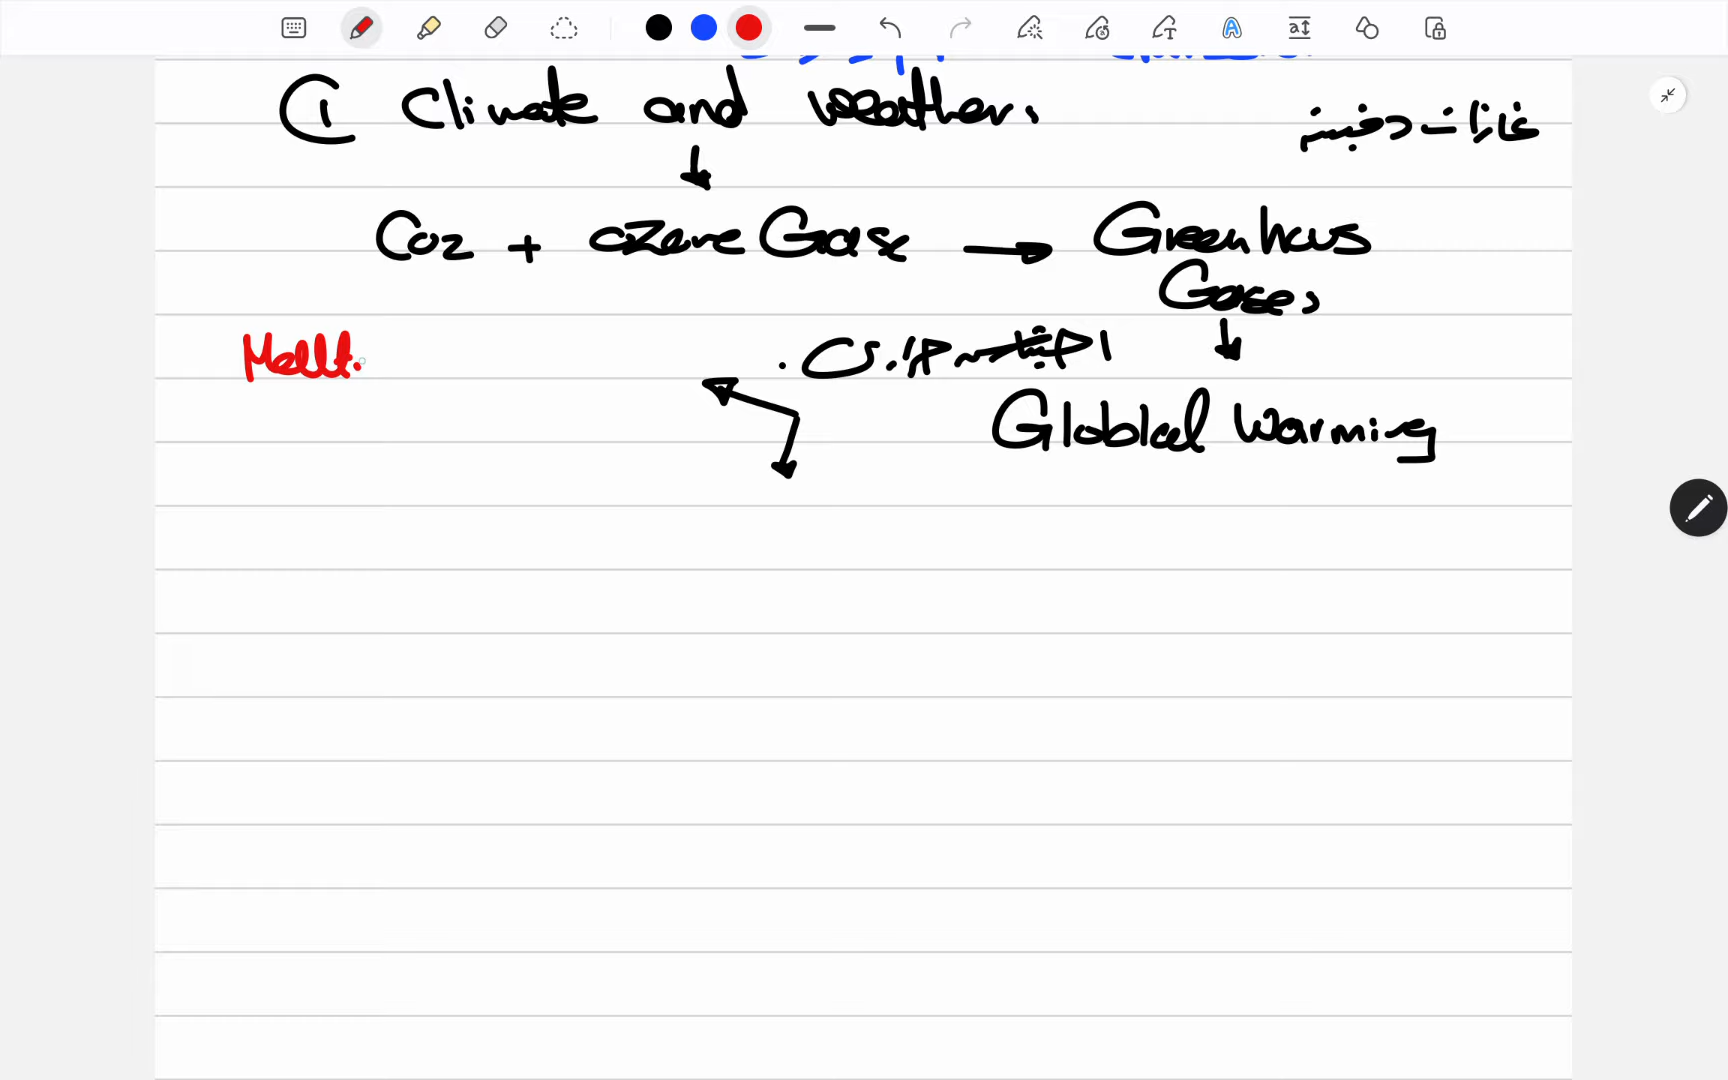 ① Climate and weather.
غازات دفيئة
Co2 + ozone Gase → Greenhous
Gases
Mellt.
احتباس حراري.
Globlal Warming